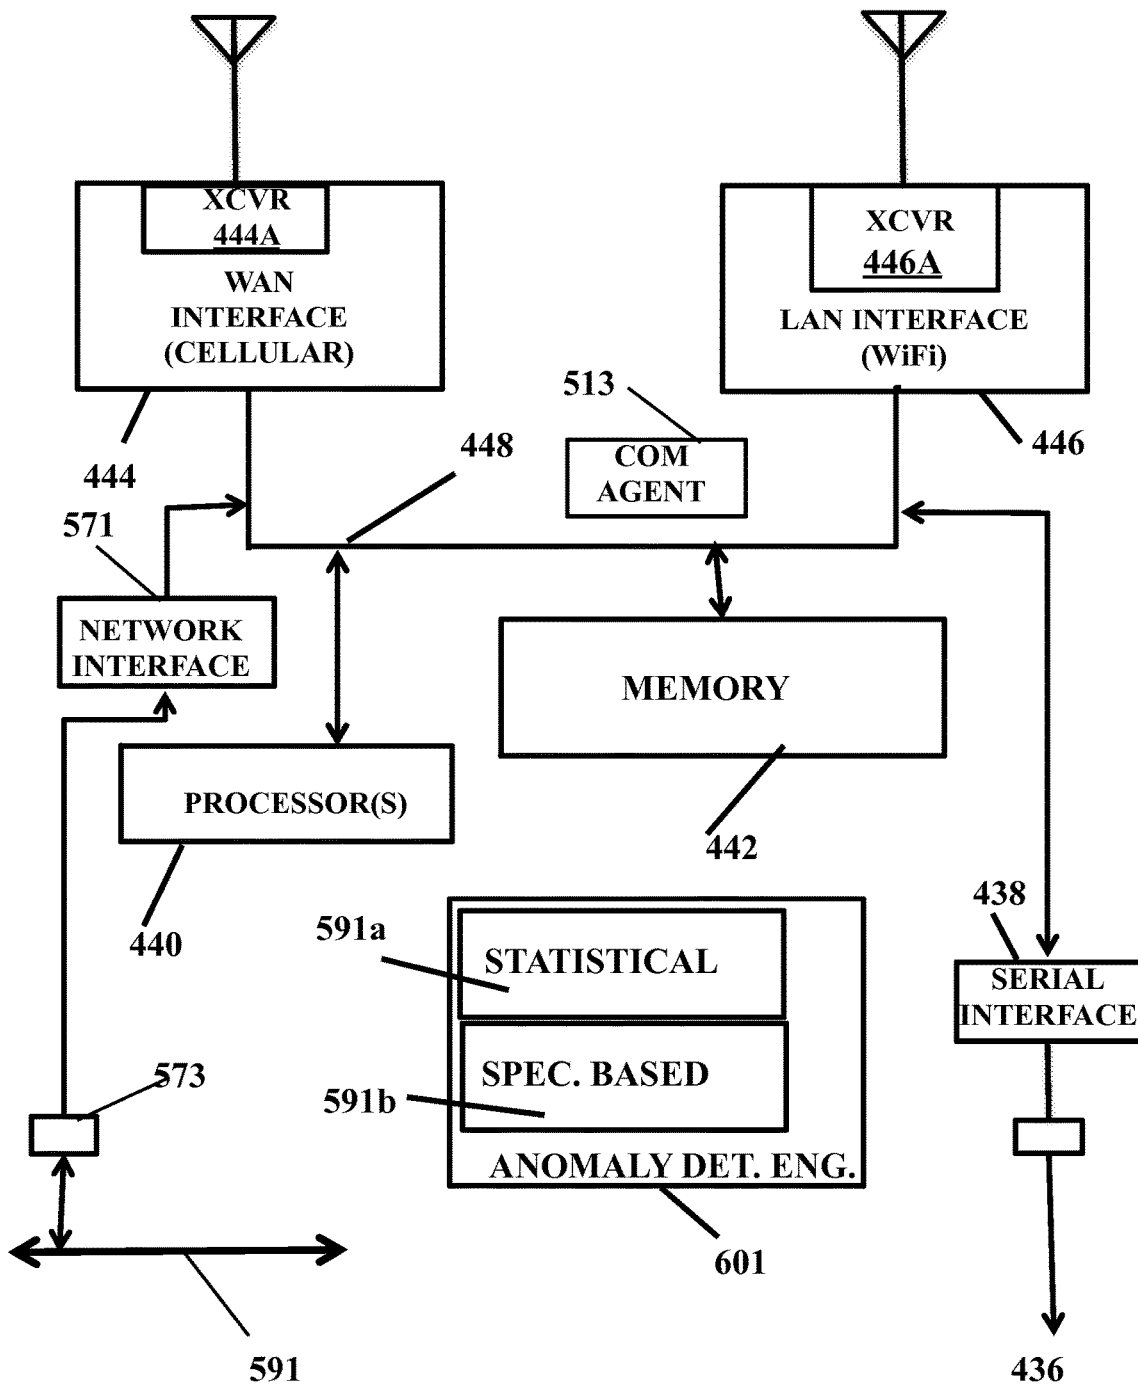 XCVR
444A
WAN
INTERFACE
(CELLULAR)
XCVR
446A
LAN INTERFACE
(WiFi)
513
444
448
COM
AGENT
446
571
NETWORK
INTERFACE
MEMORY
PROCESSOR(S)
442
440
438
591a
STATISTICAL
SERIAL
INTERFACE
573
SPEC. BASED
591b
ANOMALY DET. ENG.
601
591
436